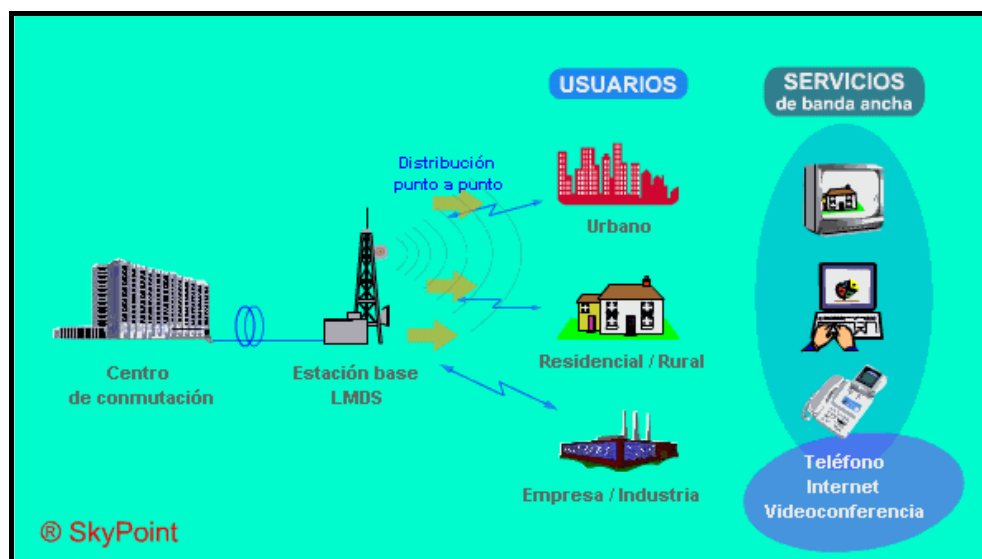 USUARIOS
SERVICIOS
de banda ancha
Distribución
punto a punto
Urbano
Residencial / Rural
Centro
de conmutación
Estación base
LMDS
Empresa / Industria
Teléfono
Internet
Videoconferencia
® SkyPoint